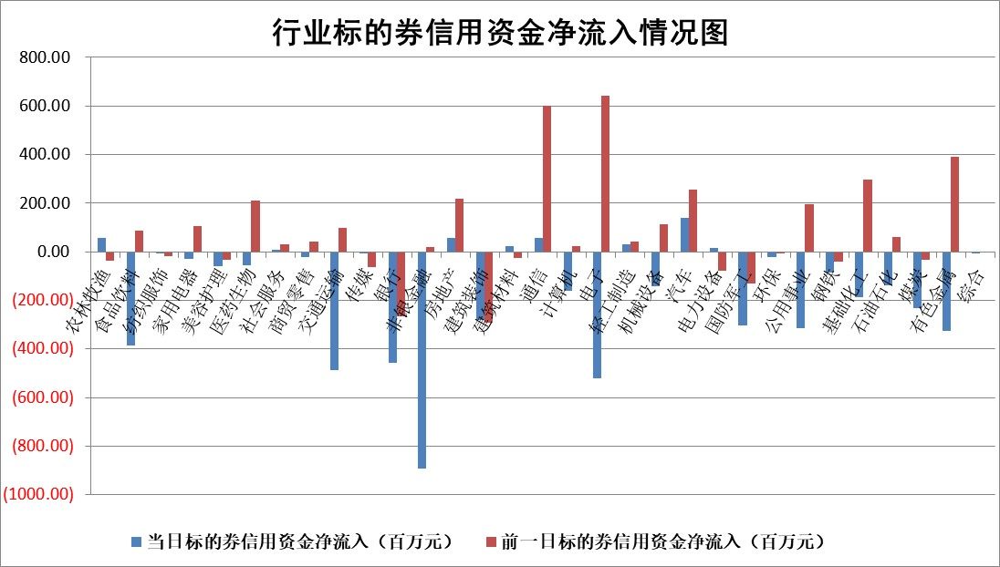 行业标的券信用资金净流入情况图
800.00
600.00
400.00
200.00
0.00
(200.00)
(400.00)
(600.00)
(800.00)
(1000.00)
农林牧渔
食品饮料
纺织服饰
家用电器
美容护理
医药生物
社会服务
商贸零售
交通运输
传媒
银行
非银金融
房地产
建筑装饰
建筑材料
通信
计算机
电子
轻工制造
机械设备
汽车
电力设备
国防军工
环保
公用事业
钢铁
基础化工
石油石化
煤炭
有色金属
综合
当日标的券信用资金净流入（百万元）
前一日标的券信用资金净流入（百万元）